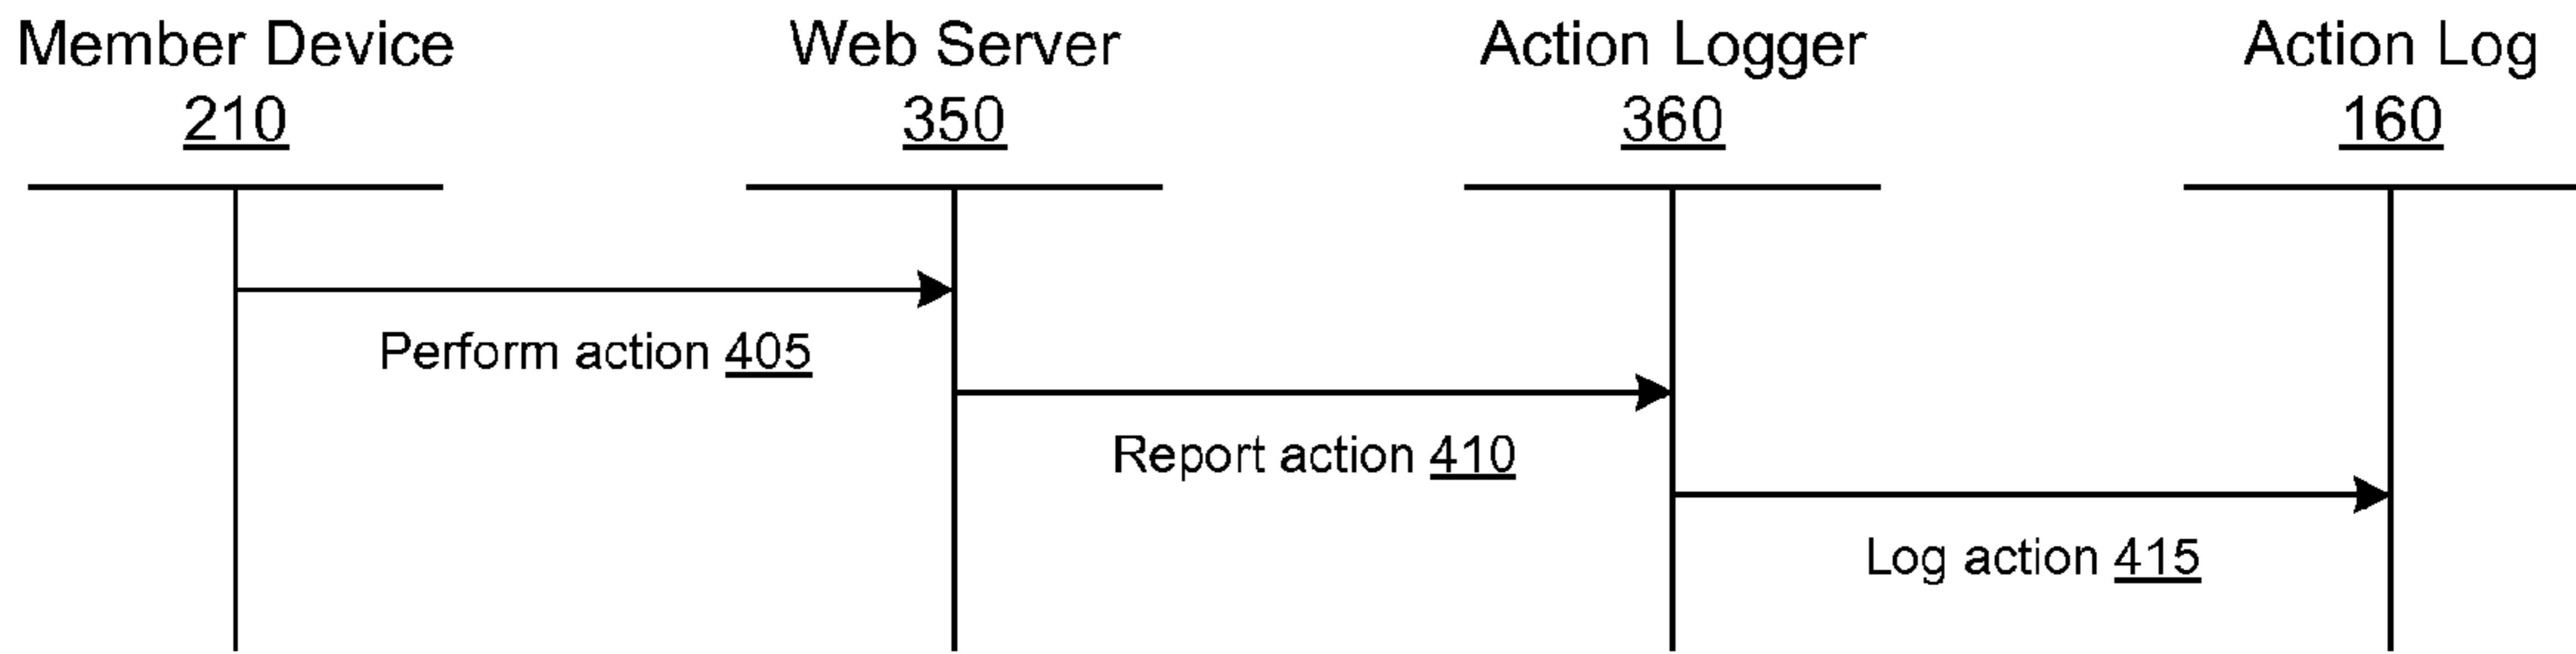 Member Device
210
Web Server
350
Action Logger
360
Action Log
160
Perform action 405
Report action 410
Log action 415